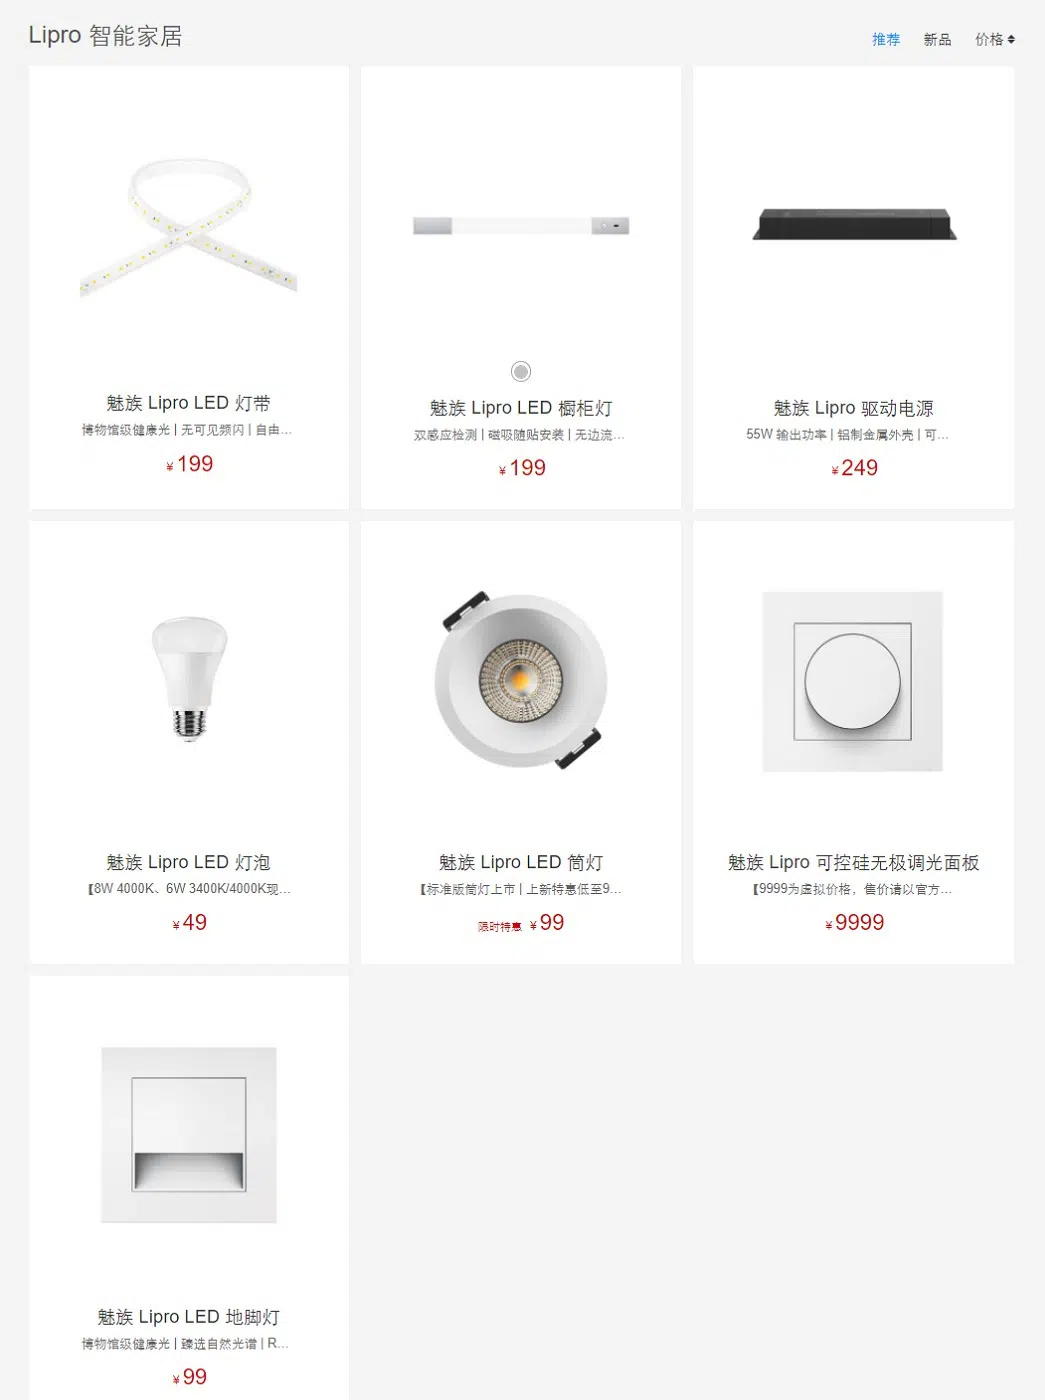 Lipro 智能家居
推荐 新品 价格
魅族 Lipro LED 灯带
博物馆级健康光 | 无可见频闪 | 自由...
¥ 199
魅族 Lipro LED 橱柜灯
双感应检测 | 磁吸随贴安装 | 无边流...
¥ 199
魅族 Lipro 驱动电源
55W 输出功率 | 铝制金属外壳 | 可...
¥ 249
魅族 Lipro LED 灯泡
【8W 4000K、6W 3400K/4000K现...
¥ 49
魅族 Lipro LED 筒灯
【标准版筒灯上市 | 上新特惠低至9...
限时特惠 ¥ 99
魅族 Lipro 可控硅无极调光面板
【9999为虚拟价格，售价请以官方...
¥ 9999
魅族 Lipro LED 地脚灯
博物馆级健康光 | 臻选自然光谱 | R...
¥ 99